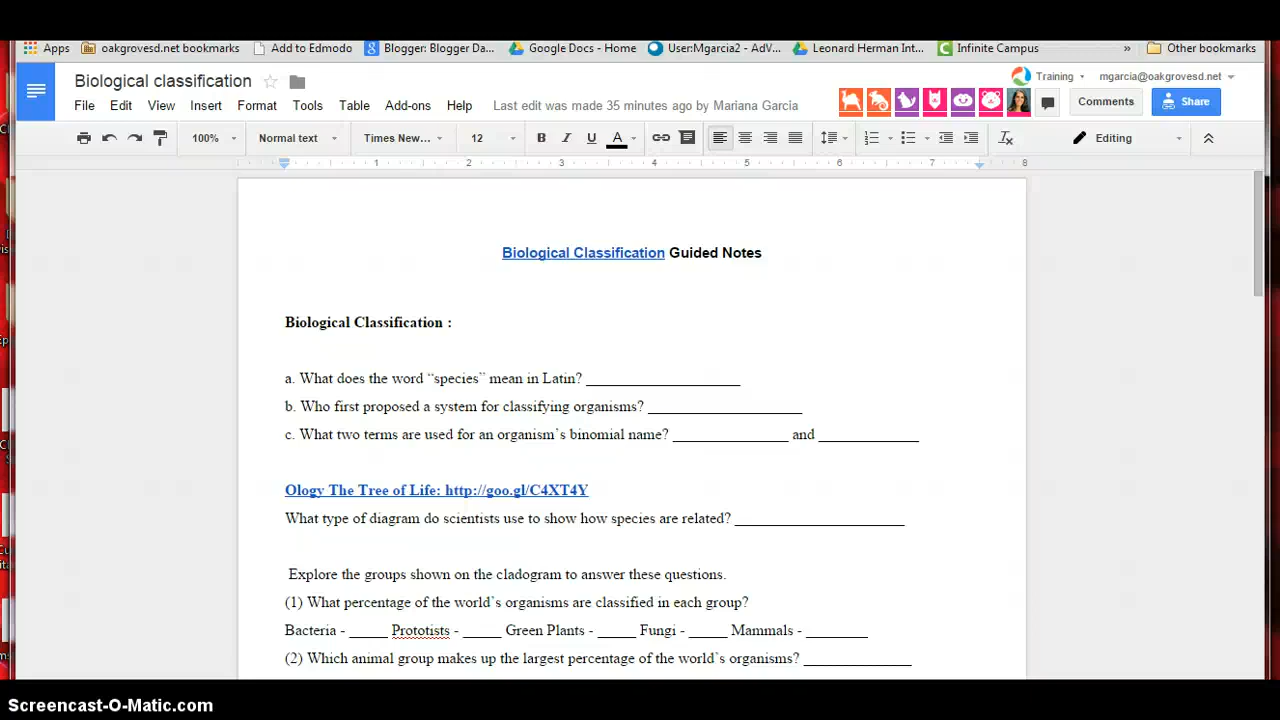 Apps oakgrovesd.net bookmarks Add to Edmodo Blogger: Blogger Da... Google Docs - Home User:Mgarcia2 - AdV... Leonard Herman Int... Infinite Campus » Other bookmarks
Biological classification
Training mgarcia@oakgrovesd.net
File Edit View Insert Format Tools Table Add-ons Help Last edit was made 35 minutes ago by Mariana Garcia Comments Share
100% Normal text Times New... 12 B I U A Editing
1 2 3 4 5 6 7 8
Biological Classification Guided Notes
Biological Classification :
a. What does the word “species” mean in Latin? ____________________
b. Who first proposed a system for classifying organisms? ____________________
c. What two terms are used for an organism’s binomial name? _______________ and _____________
Ology The Tree of Life: http://goo.gl/C4XT4Y
What type of diagram do scientists use to show how species are related? ______________________
Explore the groups shown on the cladogram to answer these questions.
(1) What percentage of the world’s organisms are classified in each group?
Bacteria - _____ Prototists - _____ Green Plants - _____ Fungi - _____ Mammals - ________
(2) Which animal group makes up the largest percentage of the world’s organisms? ______________
Screencast-O-Matic.com